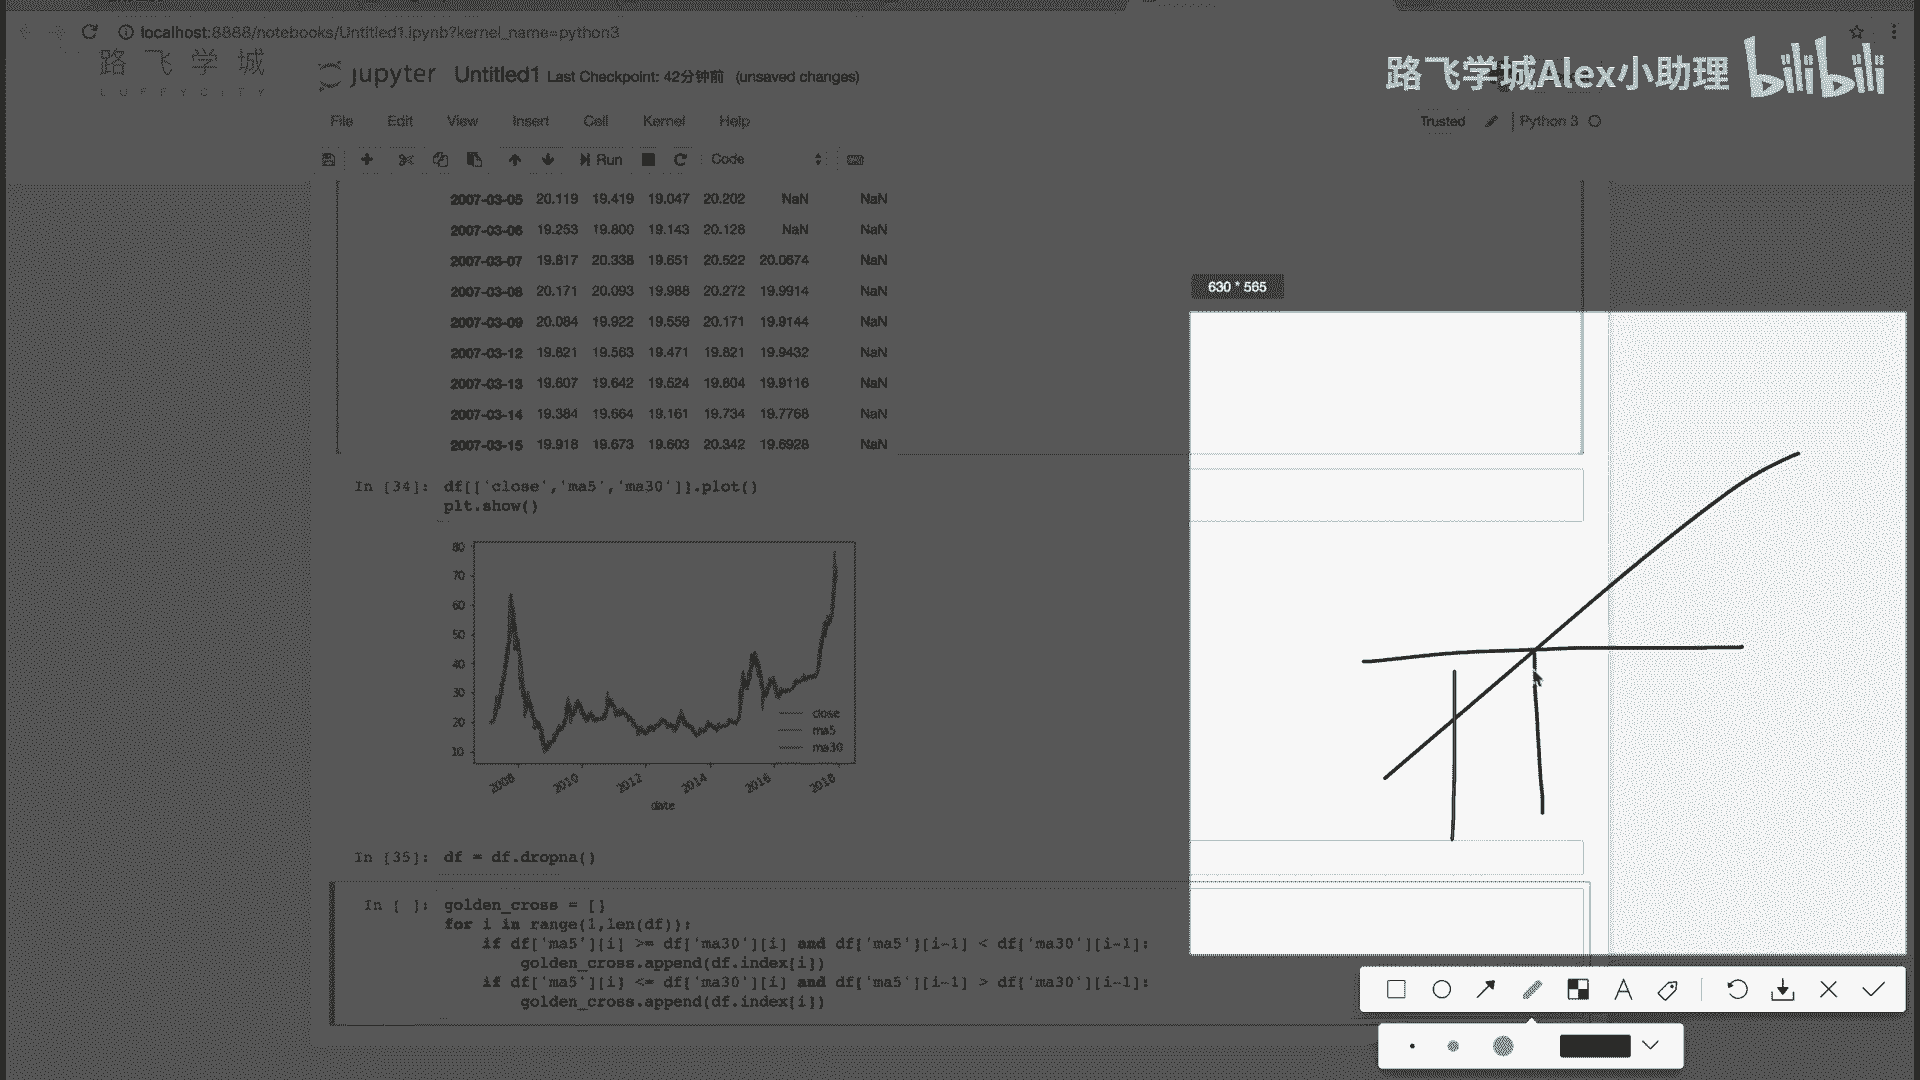 localhost:8888/notebooks/Untitled1.ipynb?kernel_name=python3
路飞学城
LUFFYCITY
jupyter Untitled1 Last Checkpoint: 42分钟前 (unsaved changes)
路飞学城Alex小助理 bilibili
File Edit View Insert Cell Kernel Help
Trusted Python 3
Run Code
2007-03-05 20.119 19.419 19.047 20.202 NaN NaN
2007-03-06 19.253 19.800 19.143 20.128 NaN NaN
2007-03-07 19.817 20.338 19.651 20.522 20.0674 NaN
2007-03-08 20.171 20.093 19.988 20.272 19.9914 NaN
2007-03-09 20.084 19.922 19.559 20.171 19.9144 NaN
2007-03-12 19.821 19.563 19.471 19.821 19.9432 NaN
2007-03-13 19.607 19.642 19.524 19.804 19.9116 NaN
2007-03-14 19.384 19.664 19.161 19.734 19.7768 NaN
2007-03-15 19.918 19.673 19.603 20.342 19.6928 NaN
630 * 565
In [34]: df[['close','ma5','ma30']].plot()
plt.show()
80
70
60
50
40
30
20
10
close
ma5
ma30
2008 2010 2012 2014 2016 2018
date
In [35]: df = df.dropna()
In [ ]: golden_cross = []
for i in range(1,len(df)):
if df['ma5'][i] >= df['ma30'][i] and df['ma5'][i-1] < df['ma30'][i-1]:
golden_cross.append(df.index[i])
if df['ma5'][i] <= df['ma30'][i] and df['ma5'][i-1] > df['ma30'][i-1]:
golden_cross.append(df.index[i])
A